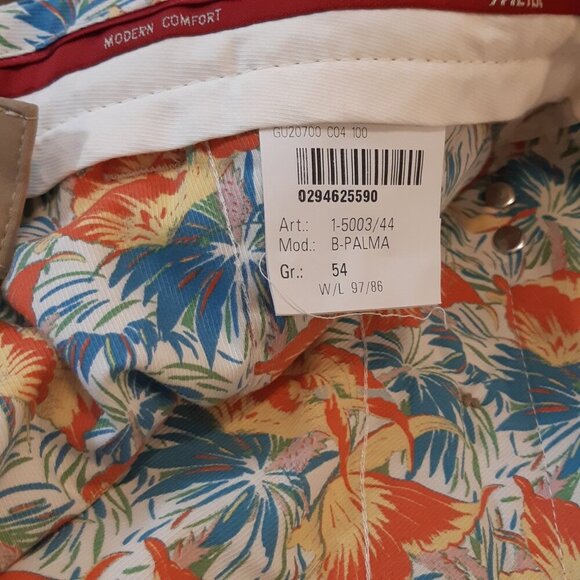 MODERN COMFORT
GU20700 C04 100
0294625590
Art.: 1-5003/44
Mod.: B-PALMA
Gr.: 54
W/L 97/86